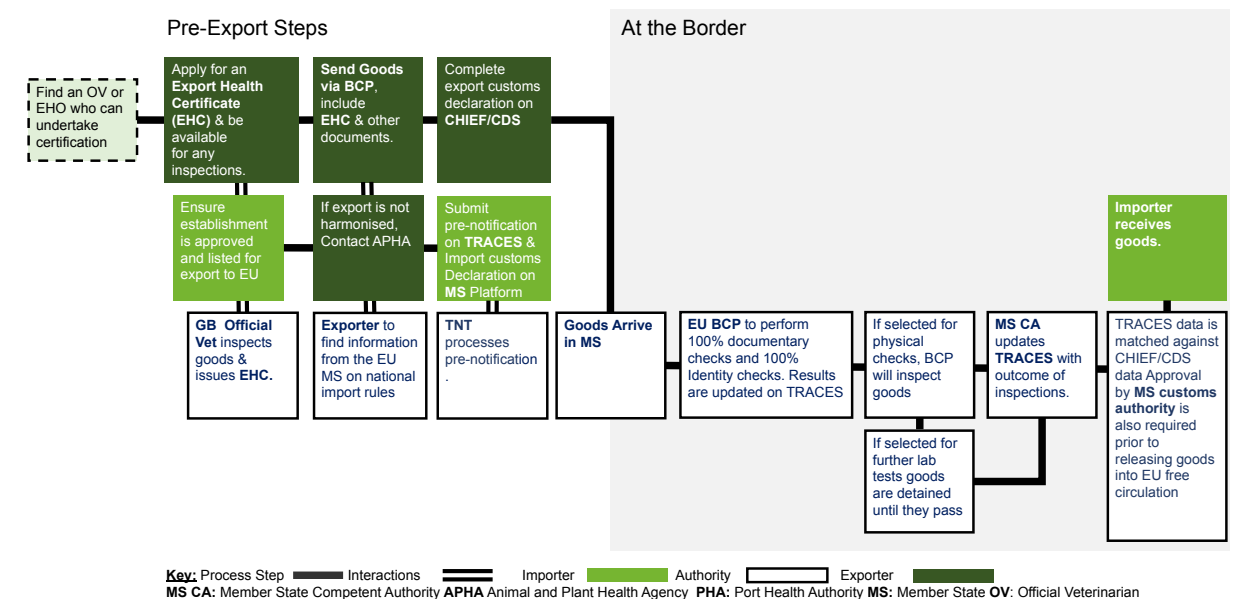 Pre-Export Steps
At the Border
Find an OV or
EHO who can
undertake
certification
Apply for an
Export Health
Certificate
(EHC) & be
available
for any
inspections.
Send Goods
via BCP,
include
EHC & other
documents.
Complete
export customs
declaration on
CHIEF/CDS
Ensure
establishment
is approved
and listed for
export to EU
If export is not
harmonised,
Contact APHA
Submit
pre-notification
on TRACES &
Import customs
Declaration on
MS Platform
Importer
receives
goods.
GB Official
Vet inspects
goods &
issues EHC.
Exporter to
find information
from the EU
MS on national
import rules
TNT
processes
pre-notification
.
Goods Arrive
in MS
EU BCP to perform
100% documentary
checks and 100%
Identity checks. Results
are updated on TRACES
If selected for
physical
checks, BCP
will inspect
goods
MS CA
updates
TRACES with
outcome of
inspections.
TRACES data is
matched against
CHIEF/CDS
data Approval
by MS customs
authority is
also required
prior to
releasing goods
into EU free
circulation
If selected for
further lab
tests goods
are detained
until they pass
Key: Process Step Interactions Importer Authority Exporter
MS CA: Member State Competent Authority APHA Animal and Plant Health Agency PHA: Port Health Authority MS: Member State OV: Official Veterinarian